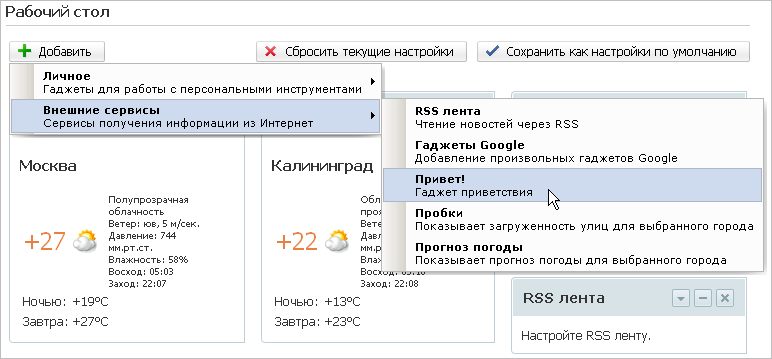 Рабочий стол
Добавить
Сбросить текущие настройки
Сохранить как настройки по умолчанию
Личное
Гаджеты для работы с персональными инструментами
Внешние сервисы
Сервисы получения информации из Интернет
RSS лента
Чтение новостей через RSS
Гаджеты Google
Добавление произвольных гаджетов Google
Привет!
Гаджет приветствия
Пробки
Показывает загруженность улиц для выбранного города
Прогноз погоды
Показывает прогноз погоды для выбранного города
Москва
+27
Полупрозрачная
облачность
Ветер: юв, 5 м/сек.
Давление: 744
мм.рт.ст.
Влажность: 58%
Восход: 05:03
Заход: 22:07
Ночью: +19°C
Завтра: +27°C
Калининград
+22
Ночью: +13°C
Завтра: +23°C
RSS лента
Настройте RSS ленту.